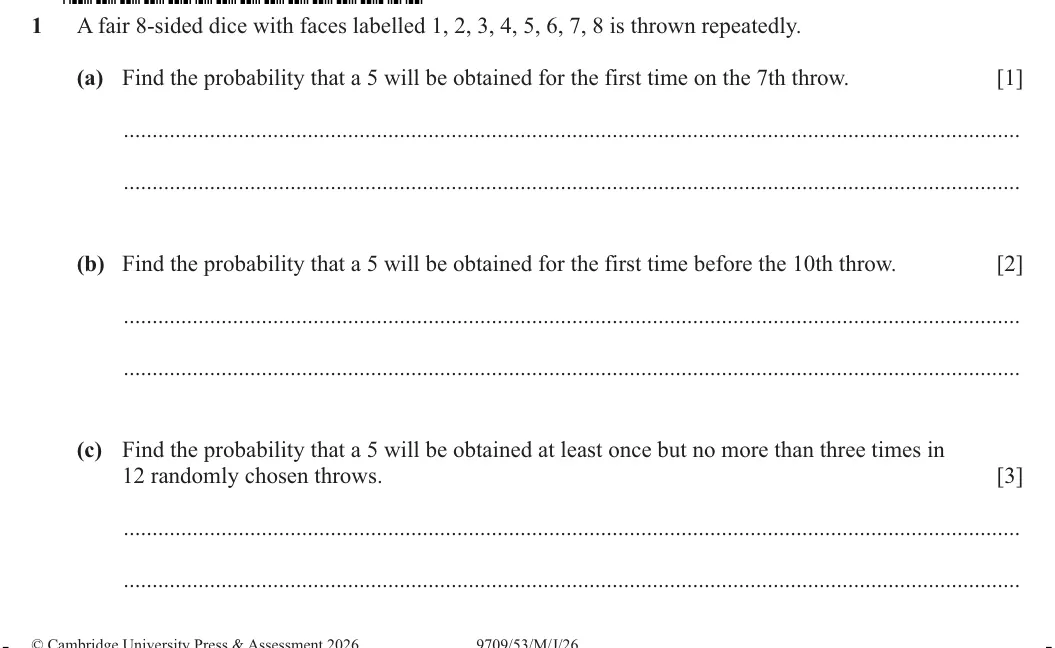 1 A fair 8-sided dice with faces labelled 1, 2, 3, 4, 5, 6, 7, 8 is thrown repeatedly.
(a) Find the probability that a 5 will be obtained for the first time on the 7th throw. [1]
(b) Find the probability that a 5 will be obtained for the first time before the 10th throw. [2]
(c) Find the probability that a 5 will be obtained at least once but no more than three times in
12 randomly chosen throws. [3]
© Cambridge University Press & Assessment 2026 9709/53/M/J/26